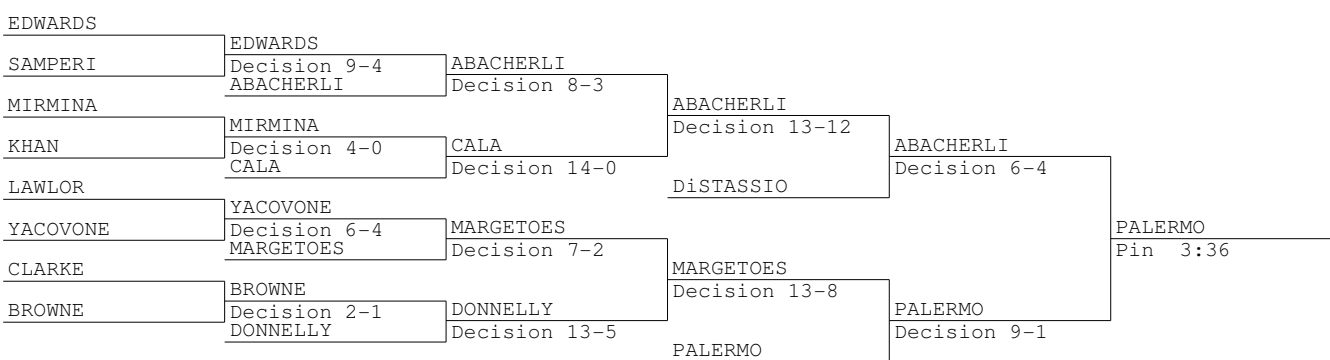 EDWARDS
EDWARDS
SAMPERI
Decision 9-4
ABACHERLI
ABACHERLI
Decision 8-3
MIRMINA
ABACHERLI
MIRMINA
Decision 13-12
KHAN
Decision 4-0
CALA
ABACHERLI
CALA
Decision 14-0
Decision 6-4
LAWLOR
DiSTASSIO
YACOVONE
YACOVONE
Decision 6-4
MARGETOES
PALERMO
MARGETOES
Decision 7-2
Pin 3:36
CLARKE
MARGETOES
BROWNE
Decision 13-8
BROWNE
Decision 2-1
DONNELLY
PALERMO
DONNELLY
Decision 13-5
Decision 9-1
PALERMO